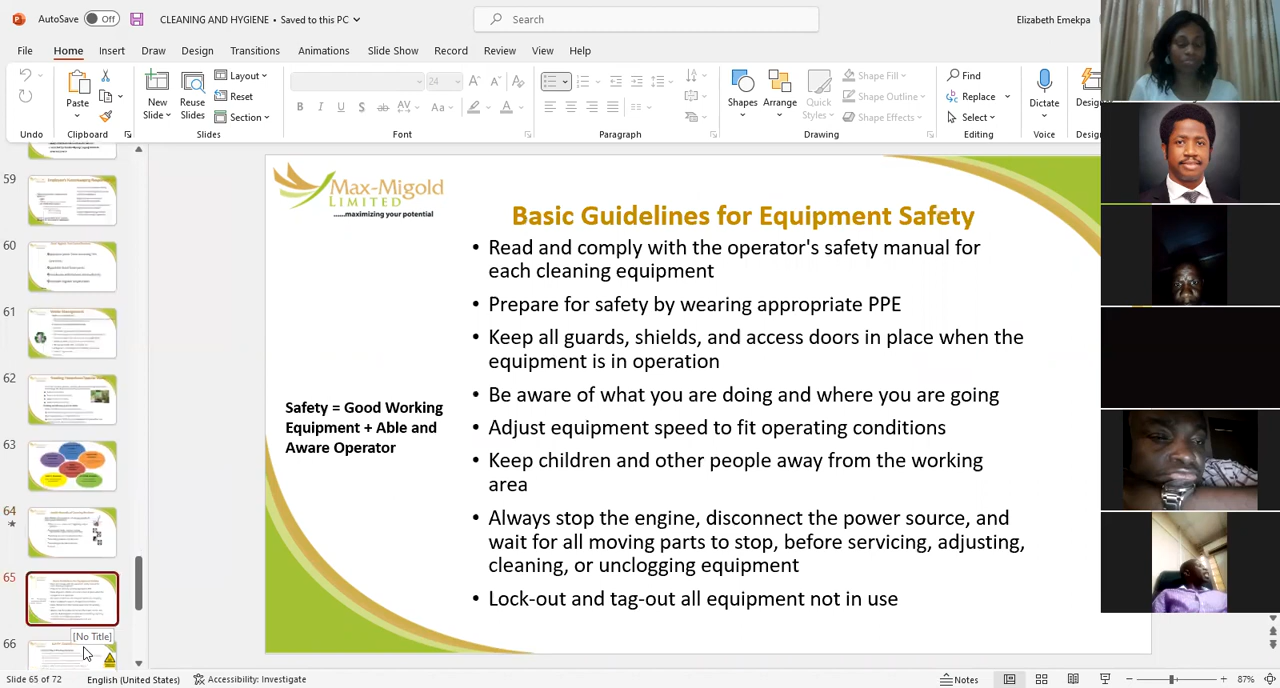 AutoSave Off CLEANING AND HYGIENE • Saved to this PC Search Elizabeth Emekpa
File Home Insert Draw Design Transitions Animations Slide Show Record Review View Help
Paste New Slide Reuse Slides Layout Reset Section 24 Shapes Arrange Quick Styles Shape Fill Shape Outline Shape Effects Find Replace Select Dictate
Undo Clipboard Slides Font Paragraph Drawing Editing Voice
Max-Migold
LIMITED
......maximizing your potential
Basic Guidelines for Equipment Safety
• Read and comply with the operator's safety manual for
each cleaning equipment
• Prepare for safety by wearing appropriate PPE
• Keep all guards, shields, and access doors in place when the
equipment is in operation
• Be aware of what you are doing and where you are going
• Adjust equipment speed to fit operating conditions
• Keep children and other people away from the working
area
Always stop the engine, disconnect the power source, and
wait for all moving parts to stop, before servicing, adjusting,
cleaning, or unclogging equipment
• Lock-out and tag-out all equipment not in use
Safety = Good Working
Equipment + Able and
Aware Operator
59
60
61
62
63
64
65
[No Title]
66
Slide 65 of 72 English (United States) Accessibility: Investigate Notes 87%